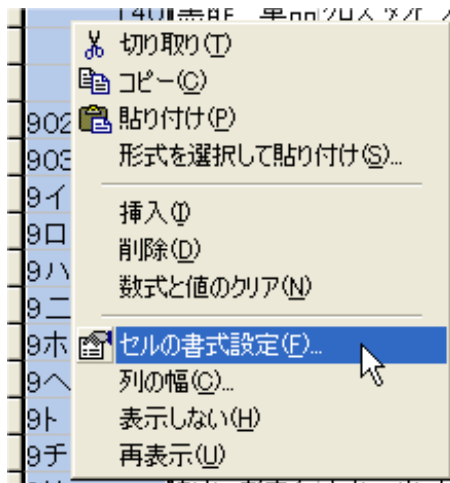 切り取り(T)
コピー(C)
902
貼り付け(P)
903
形式を選択して貼り付け(S)...
9イ
挿入(I)
9ロ
削除(D)
9ハ
数式と値のクリア(N)
9ニ
9ホ
セルの書式設定(F)...
9ヘ
列の幅(C)...
9ト
表示しない(H)
9チ
再表示(U)